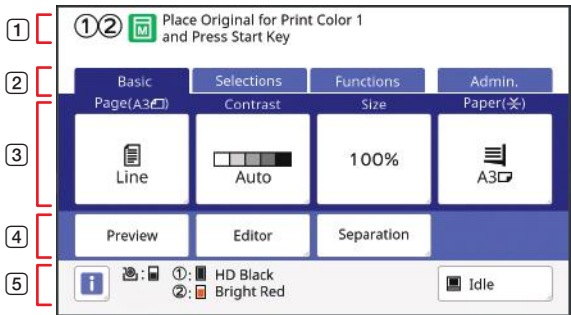 1
①② M Place Original for Print Color 1
and Press Start Key
2
Basic Selections Functions Admin.
Page(A3) Contrast Size Paper()
3
Line Auto 100% A3
4
Preview Editor Separation
5
i : ①: HD Black
②: Bright Red
Idle